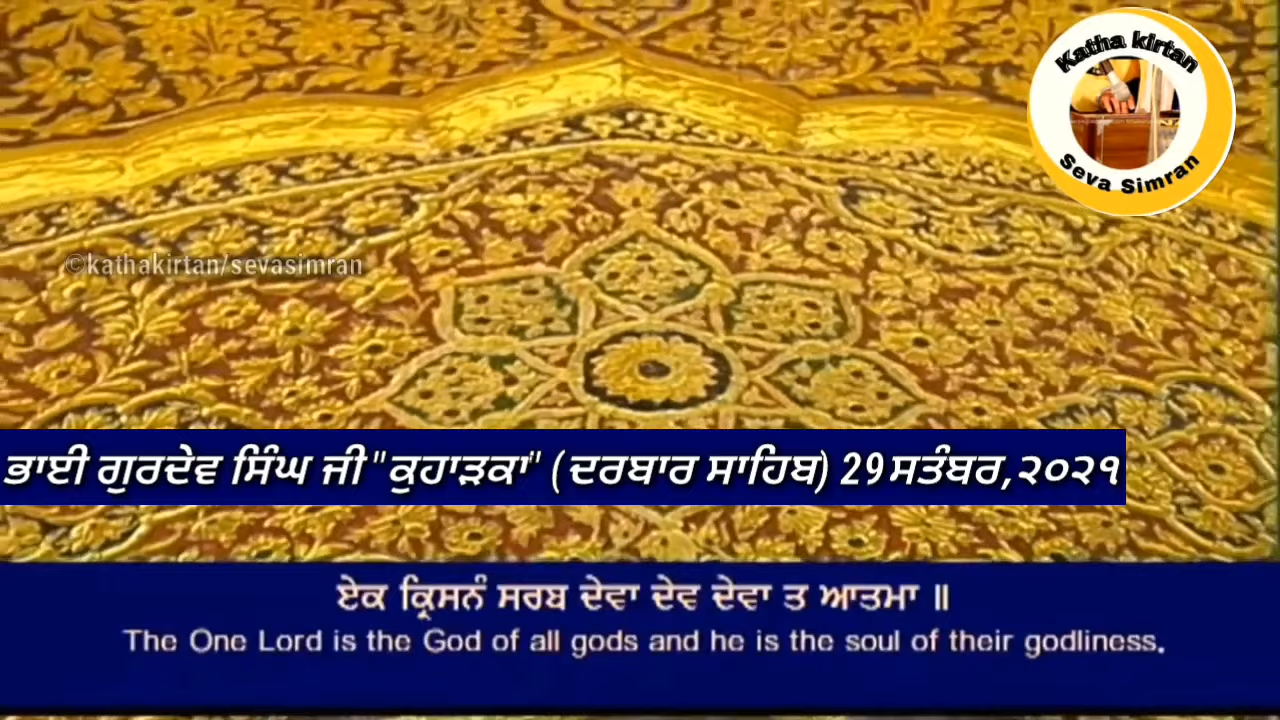 Katha kirtan
Seva Simran
©kathakirtan/sevasimran
ਭਾਈ ਗੁਰਦੇਵ ਸਿੰਘ ਜੀ "ਕੁਹਾੜਕਾ" (ਦਰਬਾਰ ਸਾਹਿਬ) 29 ਸਤੰਬਰ,੨੦੨੧
ਏਕ ਕ੍ਰਿਸਨੰ ਸਰਬ ਦੇਵਾ ਦੇਵ ਦੇਵਾ ਤ ਆਤਮਾ ॥
The One Lord is the God of all gods and he is the soul of their godliness.